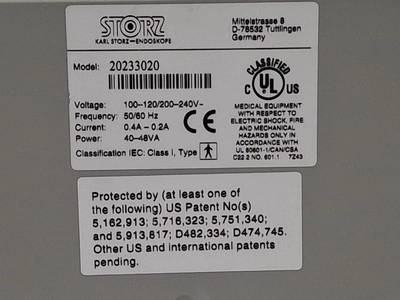 STORZ
KARL STORZ—ENDOSKOPE
Mittelstrasse 8
D-78532 Tuttlingen
Germany
Model: 20233020
Voltage: 100-120/200-240V~
Frequency: 50/60 Hz
Current: 0.4A - 0.2A
Power: 40-48VA
Classification IEC: Class I, Type
CE
CLASSIFIED
C UL US
MEDICAL EQUIPMENT
WITH RESPECT TO
ELECTRIC SHOCK, FIRE
AND MECHANICAL
HAZARDS ONLY IN
ACCORDANCE WITH
UL 60601-1/CAN/CSA
C22.2 NO. 601.1 7Z43
Protected by (at least one of
the following) US Patent No(s)
5,162,913; 5,716,323; 5,751,340;
and 5,913,817; D482,334; D474,745.
Other US and international patents
pending.